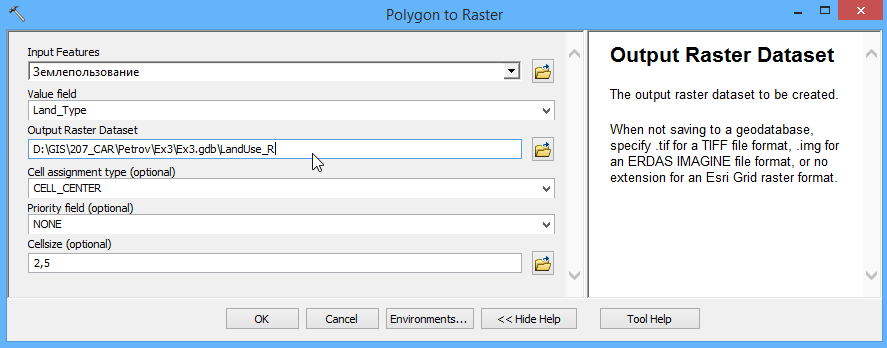 Polygon to Raster
Input Features
Землепользование
Value field
Land_Type
Output Raster Dataset
D:\GIS\207_CAR\Petrov\Ex3\Ex3.gdb\LandUse_R
Cell assignment type (optional)
CELL_CENTER
Priority field (optional)
NONE
Cellsize (optional)
2,5
Output Raster Dataset
The output raster dataset to be created.
When not saving to a geodatabase,
specify .tif for a TIFF file format, .img for
an ERDAS IMAGINE file format, or no
extension for an Esri Grid raster format.
OK
Cancel
Environments...
<< Hide Help
Tool Help